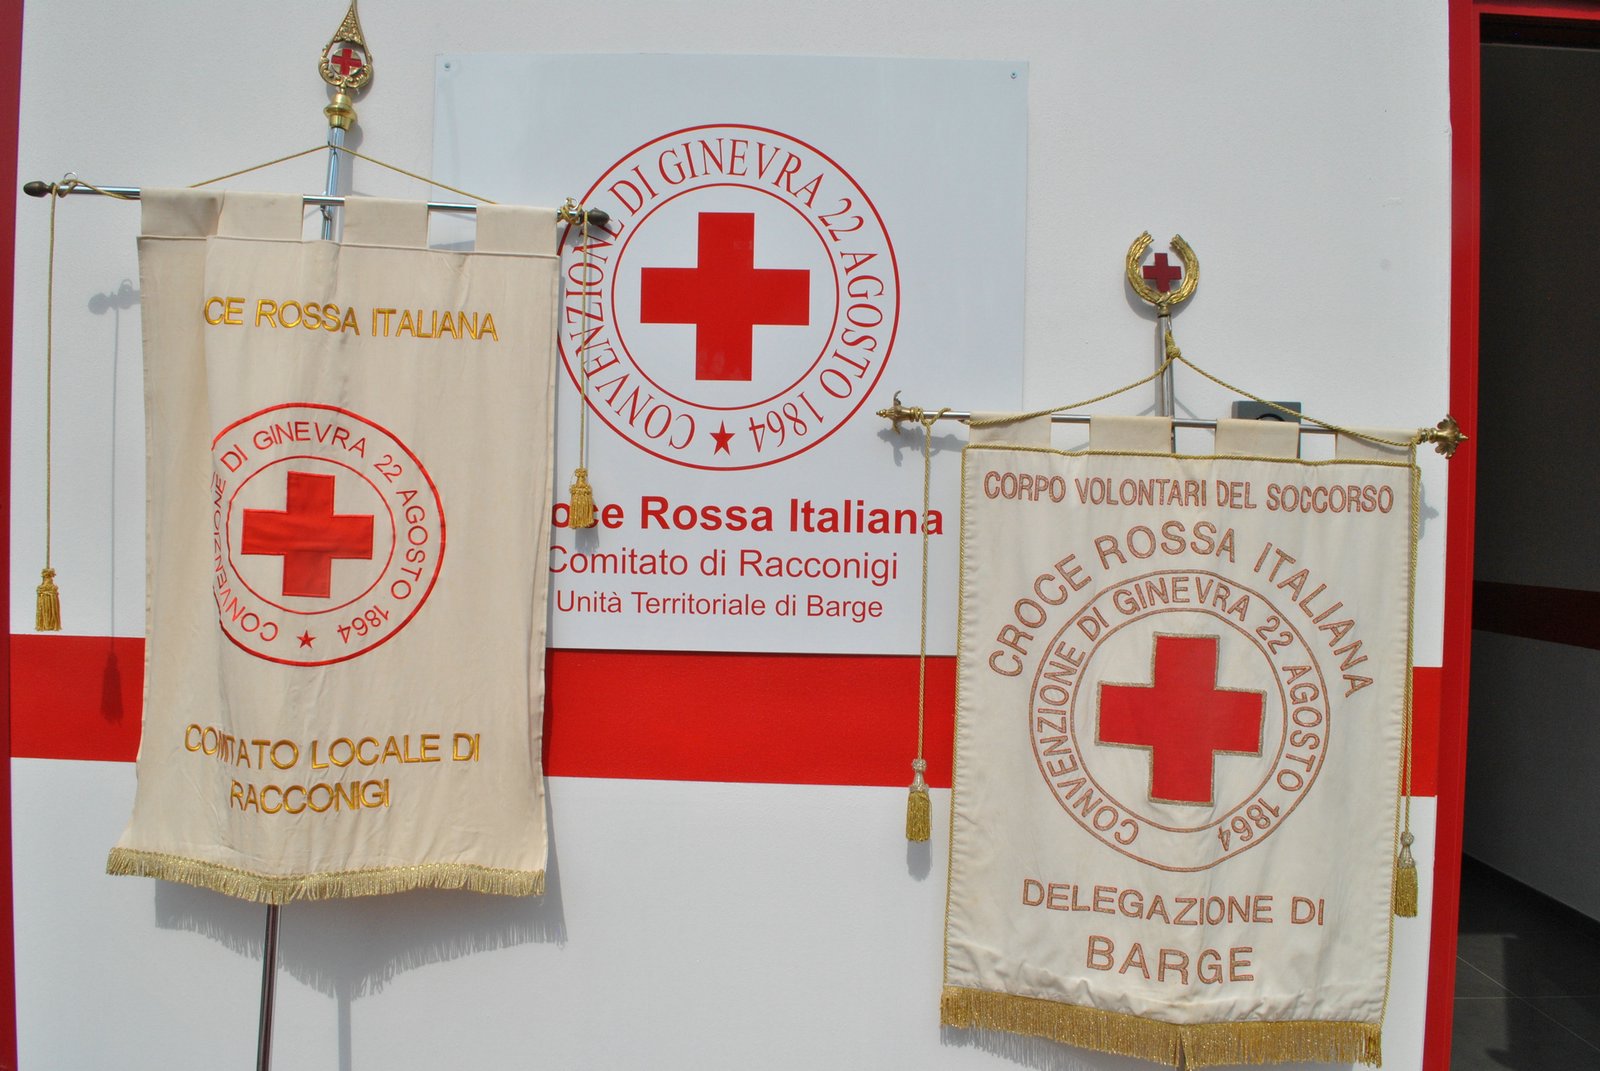 CE ROSSA ITALIANA
CONVENZIONE DI GINEVRA 22 AGOSTO 1864
COMITATO LOCALE DI
RACCONIGI
CONVENZIONE DI GINEVRA 22 AGOSTO 1864
oce Rossa Italiana
Comitato di Racconigi
Unità Territoriale di Barge
CORPO VOLONTARI DEL SOCCORSO
CROCE ROSSA ITALIANA
CONVENZIONE DI GINEVRA 22 AGOSTO 1864
DELEGAZIONE DI
BARGE